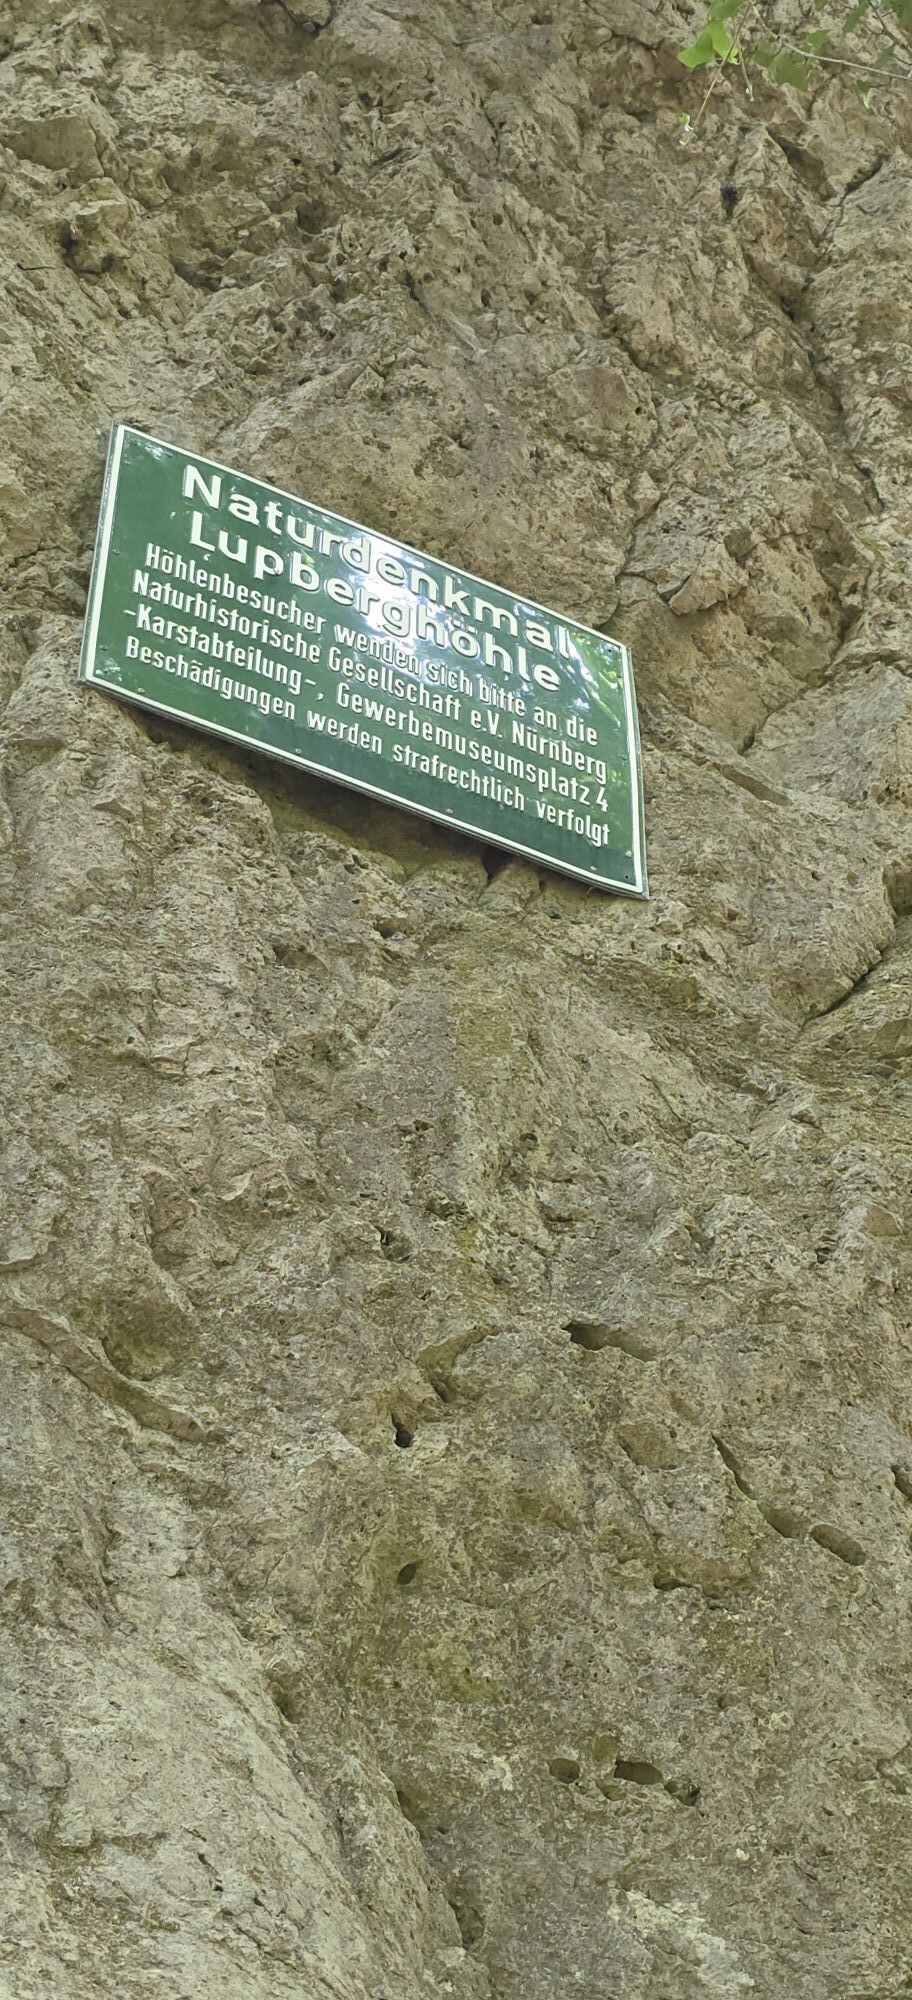 Naturdenkmal
Lupberghöhle
Höhlenbesucher wenden sich bitte an die
Naturhistorische Gesellschaft e.V. Nürnberg
-Karstabteilung-, Gewerbemuseumsplatz 4
Beschädigungen werden strafrechtlich verfolgt